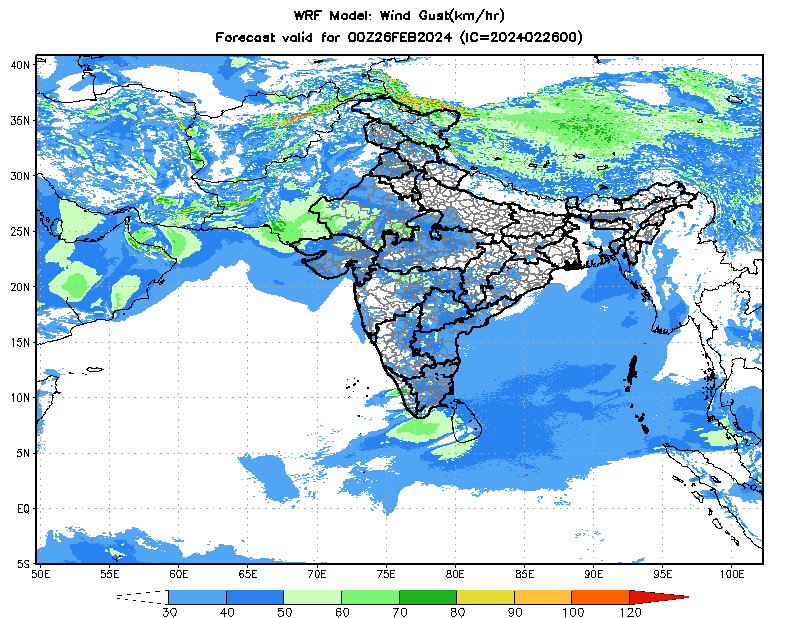 WRF Model: Wind Gust(km/hr)
Forecast valid for 00Z26FEB2024 (IC=2024022600)
40N
35N
30N
25N
20N
15N
10N
5N
EQ
5S
50E 55E 60E 65E 70E 75E 80E 85E 90E 95E 100E
30 40 50 60 70 80 90 100 120